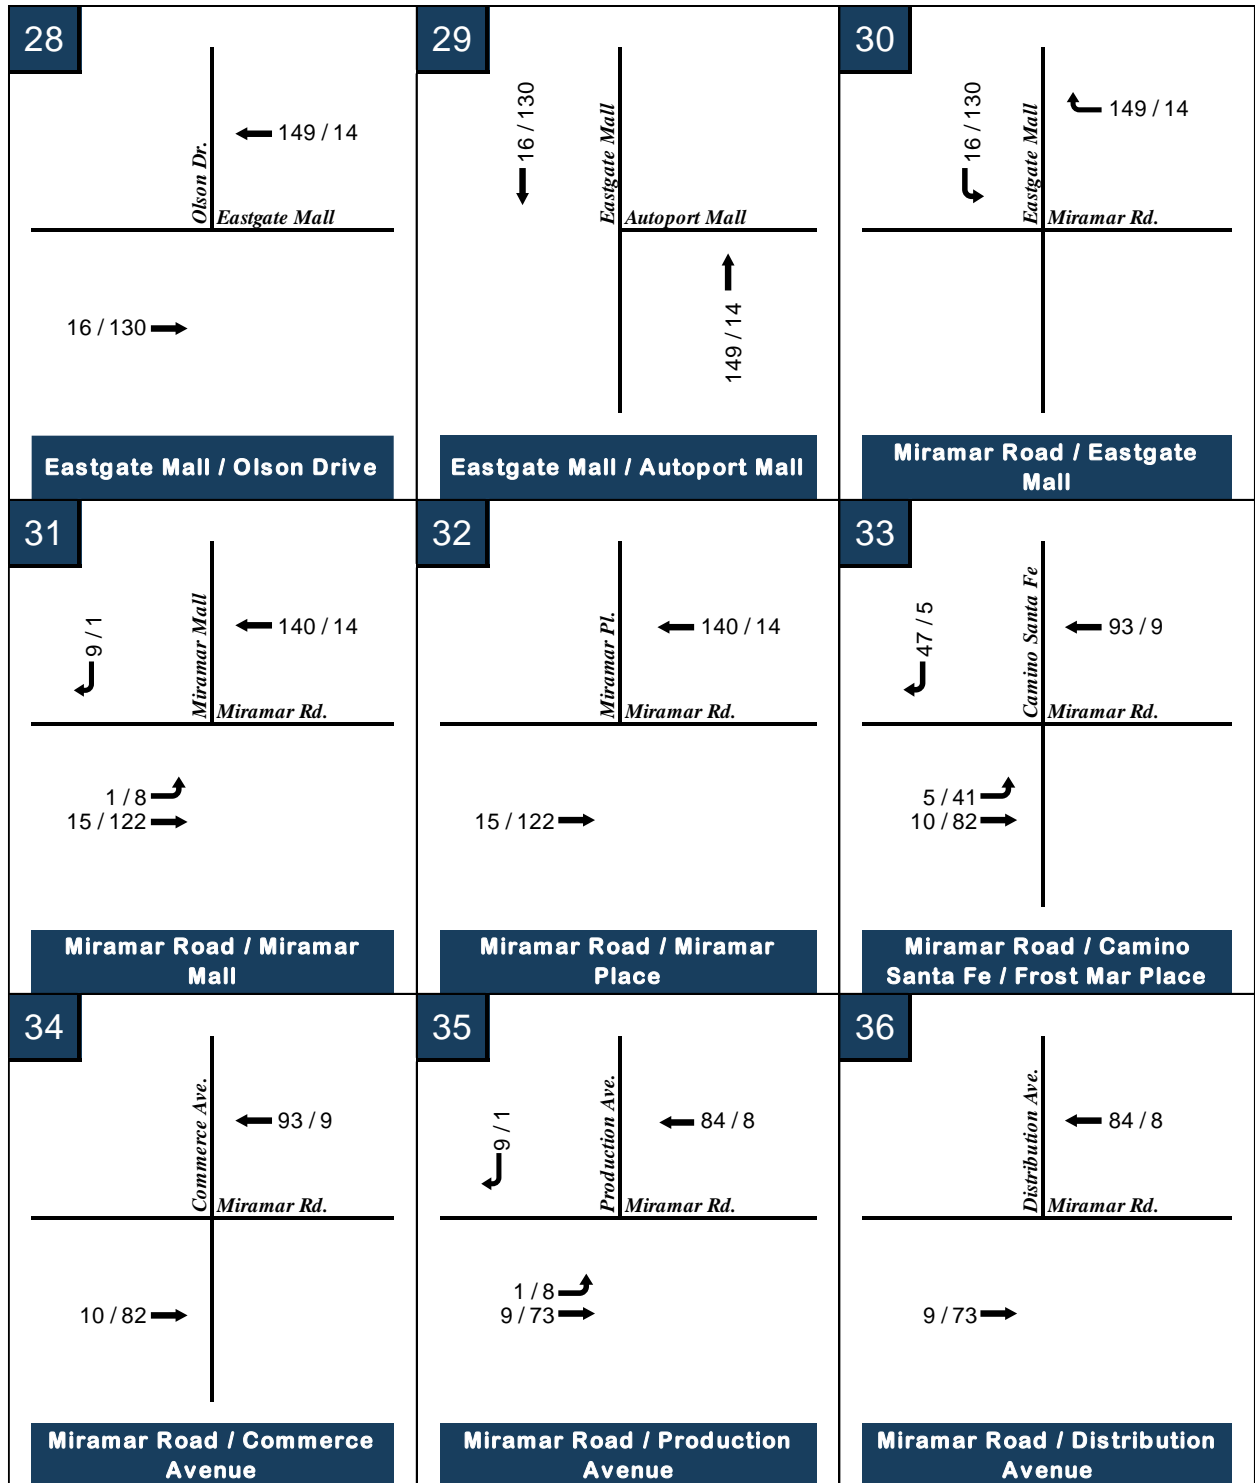 28
Olson Dr.
149 / 14
Eastgate Mall
16 / 130
Eastgate Mall / Olson Drive
29
16 / 130
Eastgate Mall
Autoport Mall
149 / 14
Eastgate Mall / Autoport Mall
30
16 / 130
Eastgate Mall
149 / 14
Miramar Rd.
Miramar Road / Eastgate
Mall
31
9 / 1
Miramar Mall
140 / 14
Miramar Rd.
1 / 8
15 / 122
Miramar Road / Miramar
Mall
32
Miramar Pl.
140 / 14
Miramar Rd.
15 / 122
Miramar Road / Miramar
Place
33
47 / 5
Camino Santa Fe
93 / 9
Miramar Rd.
5 / 41
10 / 82
Miramar Road / Camino
Santa Fe / Frost Mar Place
34
Commerce Ave.
93 / 9
Miramar Rd.
10 / 82
Miramar Road / Commerce
Avenue
35
9 / 1
Production Ave.
84 / 8
Miramar Rd.
1 / 8
9 / 73
Miramar Road / Production
Avenue
36
Distribution Ave.
84 / 8
Miramar Rd.
9 / 73
Miramar Road / Distribution
Avenue